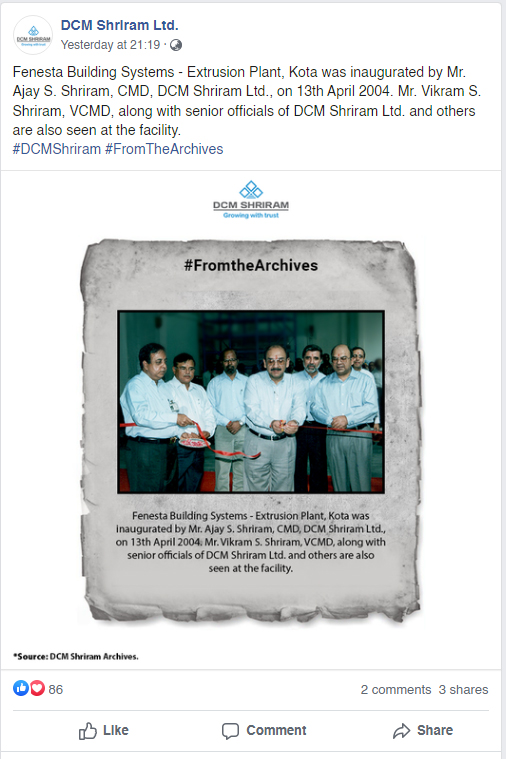 DCM SHRIRAM
Growing with trust
DCM Shriram Ltd.
Yesterday at 21:19 ·
Fenesta Building Systems - Extrusion Plant, Kota was inaugurated by Mr.
Ajay S. Shriram, CMD, DCM Shriram Ltd., on 13th April 2004. Mr. Vikram S.
Shriram, VCMD, along with senior officials of DCM Shriram Ltd. and others
are also seen at the facility.
#DCMShriram #FromTheArchives
DCM SHRIRAM
Growing with trust
#FromtheArchives
Fenesta Building Systems - Extrusion Plant, Kota was
inaugurated by Mr. Ajay S. Shriram, CMD, DCM Shriram Ltd.,
on 13th April 2004. Mr. Vikram S. Shriram, VCMD, along with
senior officials of DCM Shriram Ltd. and others are also
seen at the facility.
*Source: DCM Shriram Archives.
86
2 comments 3 shares
Like
Comment
Share